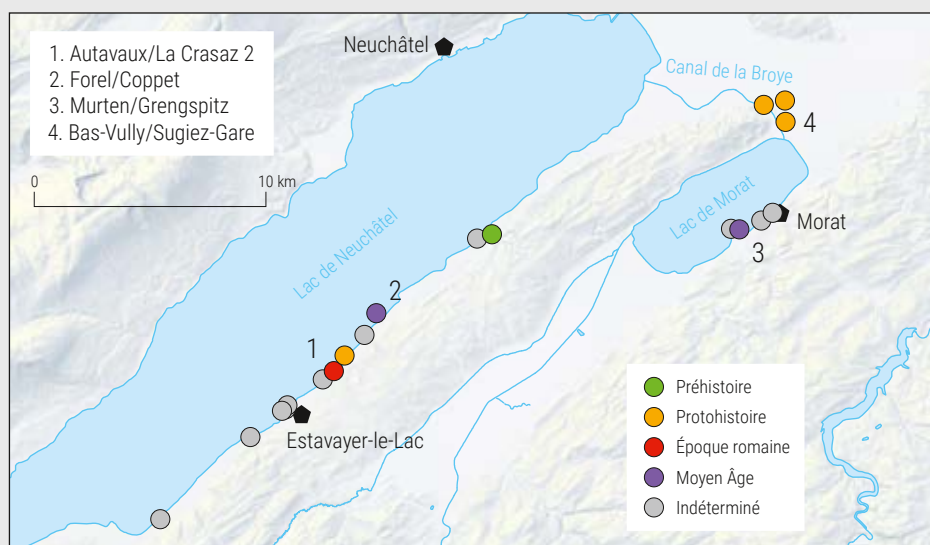 1. Autavaux/La Crasaz 2
2. Forel/Coppet
3. Murten/Grengspitz
4. Bas-Vully/Sugiez-Gare
0 10 km
Neuchâtel
Canal de la Broye
4
Lac de Neuchâtel
Lac de Morat
Morat
3
2
1
Estavayer-le-Lac
Préhistoire
Protohistoire
Époque romaine
Moyen Âge
Indéterminé